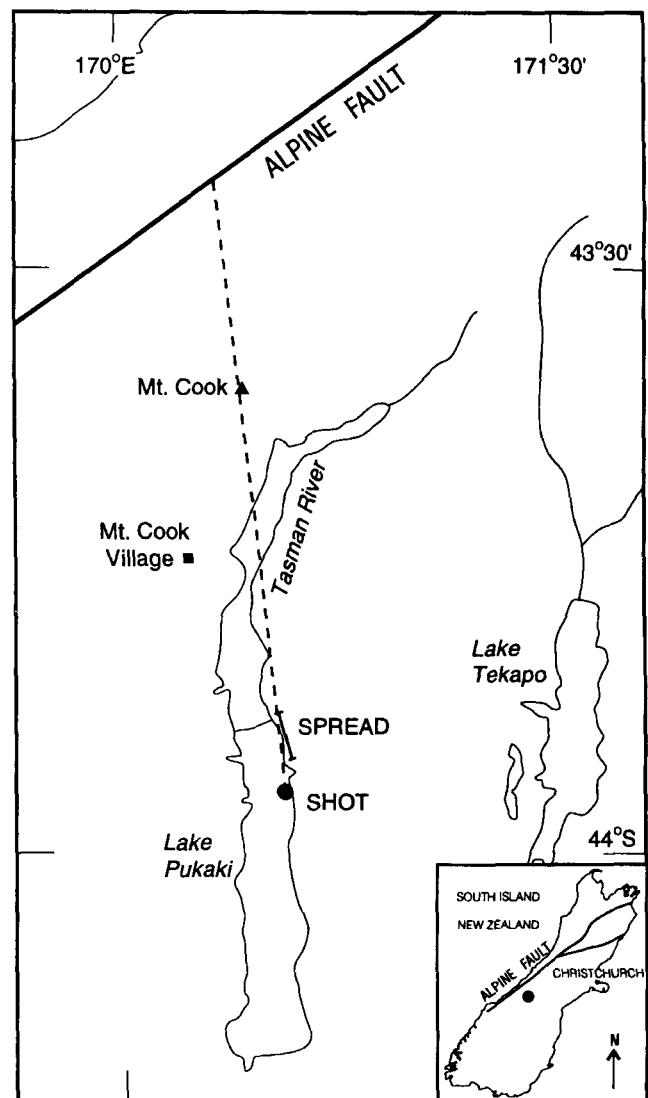 170°E
171°30'
ALPINE FAULT
43°30'
Mt. Cook
Tasman River
Mt. Cook
Village
Lake
Tekapo
SPREAD
SHOT
44°S
Lake
Pukaki
SOUTH ISLAND
NEW ZEALAND
ALPINE FAULT
CHRISTCHURCH
N